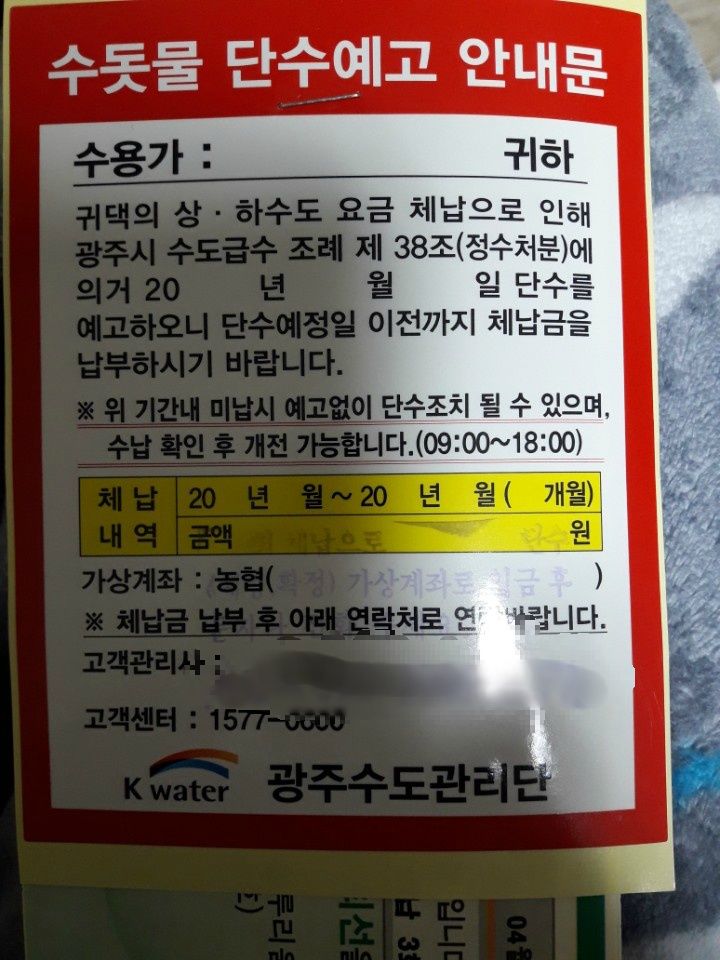 수돗물 단수예고 안내문
수용가 : 귀하
귀댁의 상·하수도 요금 체납으로 인해
광주시 수도급수 조례 제 38조(정수처분)에
의거 20 년 월 일 단수를
예고하오니 단수예정일 이전까지 체납금을
납부하시기 바랍니다.
※ 위 기간내 미납시 예고없이 단수조치 될 수 있으며,
수납 확인 후 개전 가능합니다.(09:00~18:00)
체 납 20 년 월~20 년 월( 개월)
내 역 금액 원
체납으로 단수
가상계좌 : 농협( )
확정) 가상계좌로 입금 후
※ 체납금 납부 후 아래 연락처로 연락바랍니다.
고객관리사 :
고객센터 : 1577-0600
K water 광주수도관리단
04월